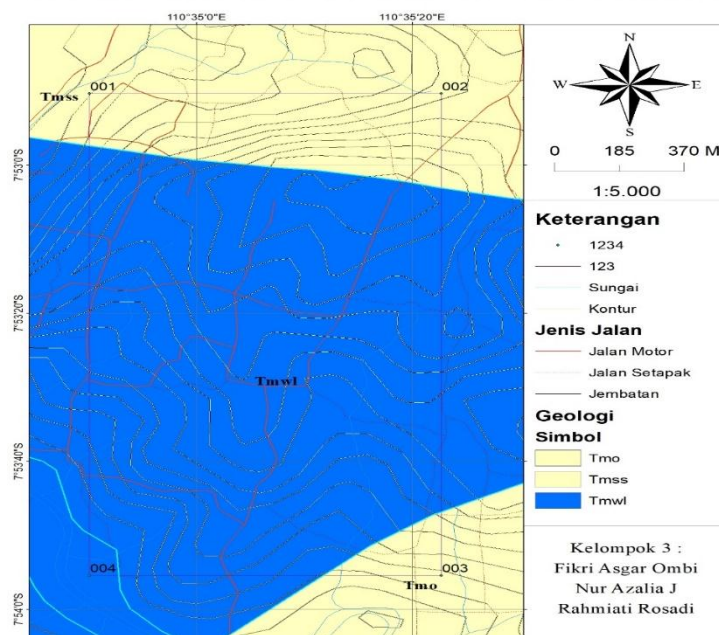 110°35'0"E 110°35'20"E
001 002
Tmss
7°53'0"S
7°53'20"S
Tmwl
7°53'40"S
004 003
Tmo
7°54'0"S
N
W E
S
0 185 370 M
1:5.000
Keterangan
1234
123
Sungai
Kontur
Jenis Jalan
Jalan Motor
Jalan Setapak
Jembatan
Geologi
Simbol
Tmo
Tmss
Tmwl
Kelompok 3 :
Fikri Asgar Ombi
Nur Azalia J
Rahmiati Rosadi